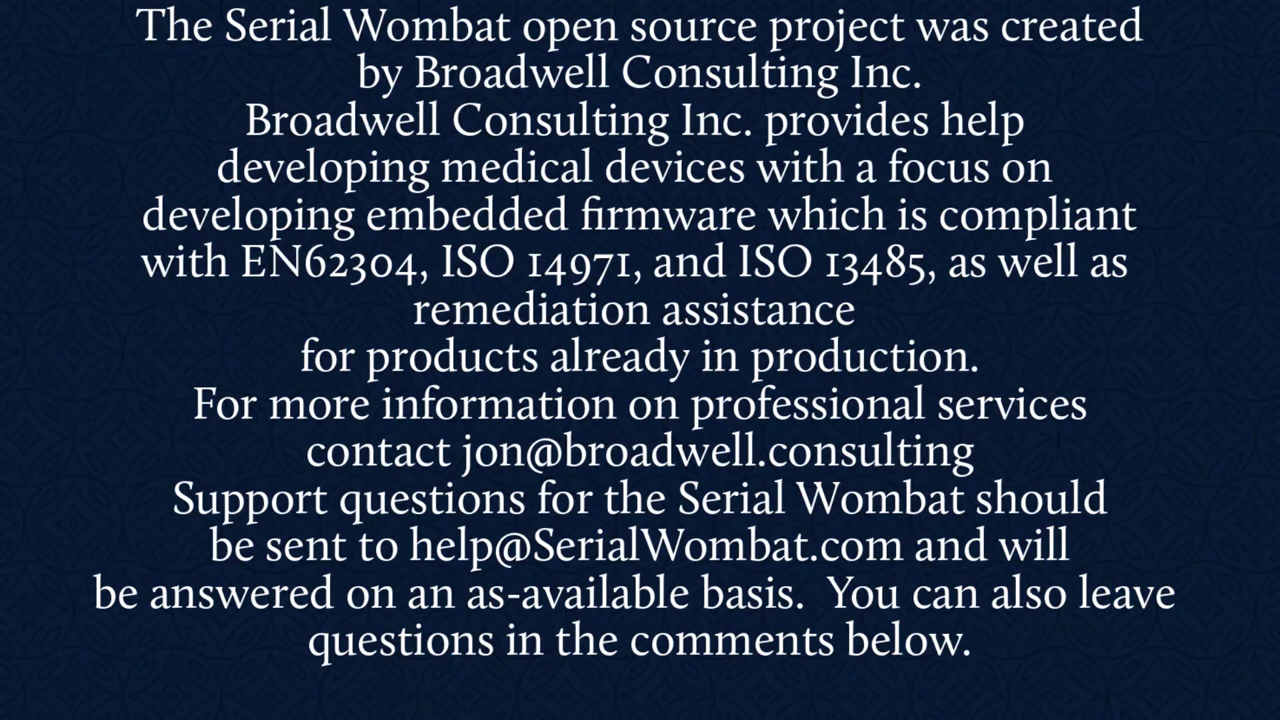 The Serial Wombat open source project was created
by Broadwell Consulting Inc.
Broadwell Consulting Inc. provides help
developing medical devices with a focus on
developing embedded firmware which is compliant
with EN62304, ISO 14971, and ISO 13485, as well as
remediation assistance
for products already in production.
For more information on professional services
contact jon@broadwell.consulting
Support questions for the Serial Wombat should
be sent to help@SerialWombat.com and will
be answered on an as-available basis.  You can also leave
questions in the comments below.